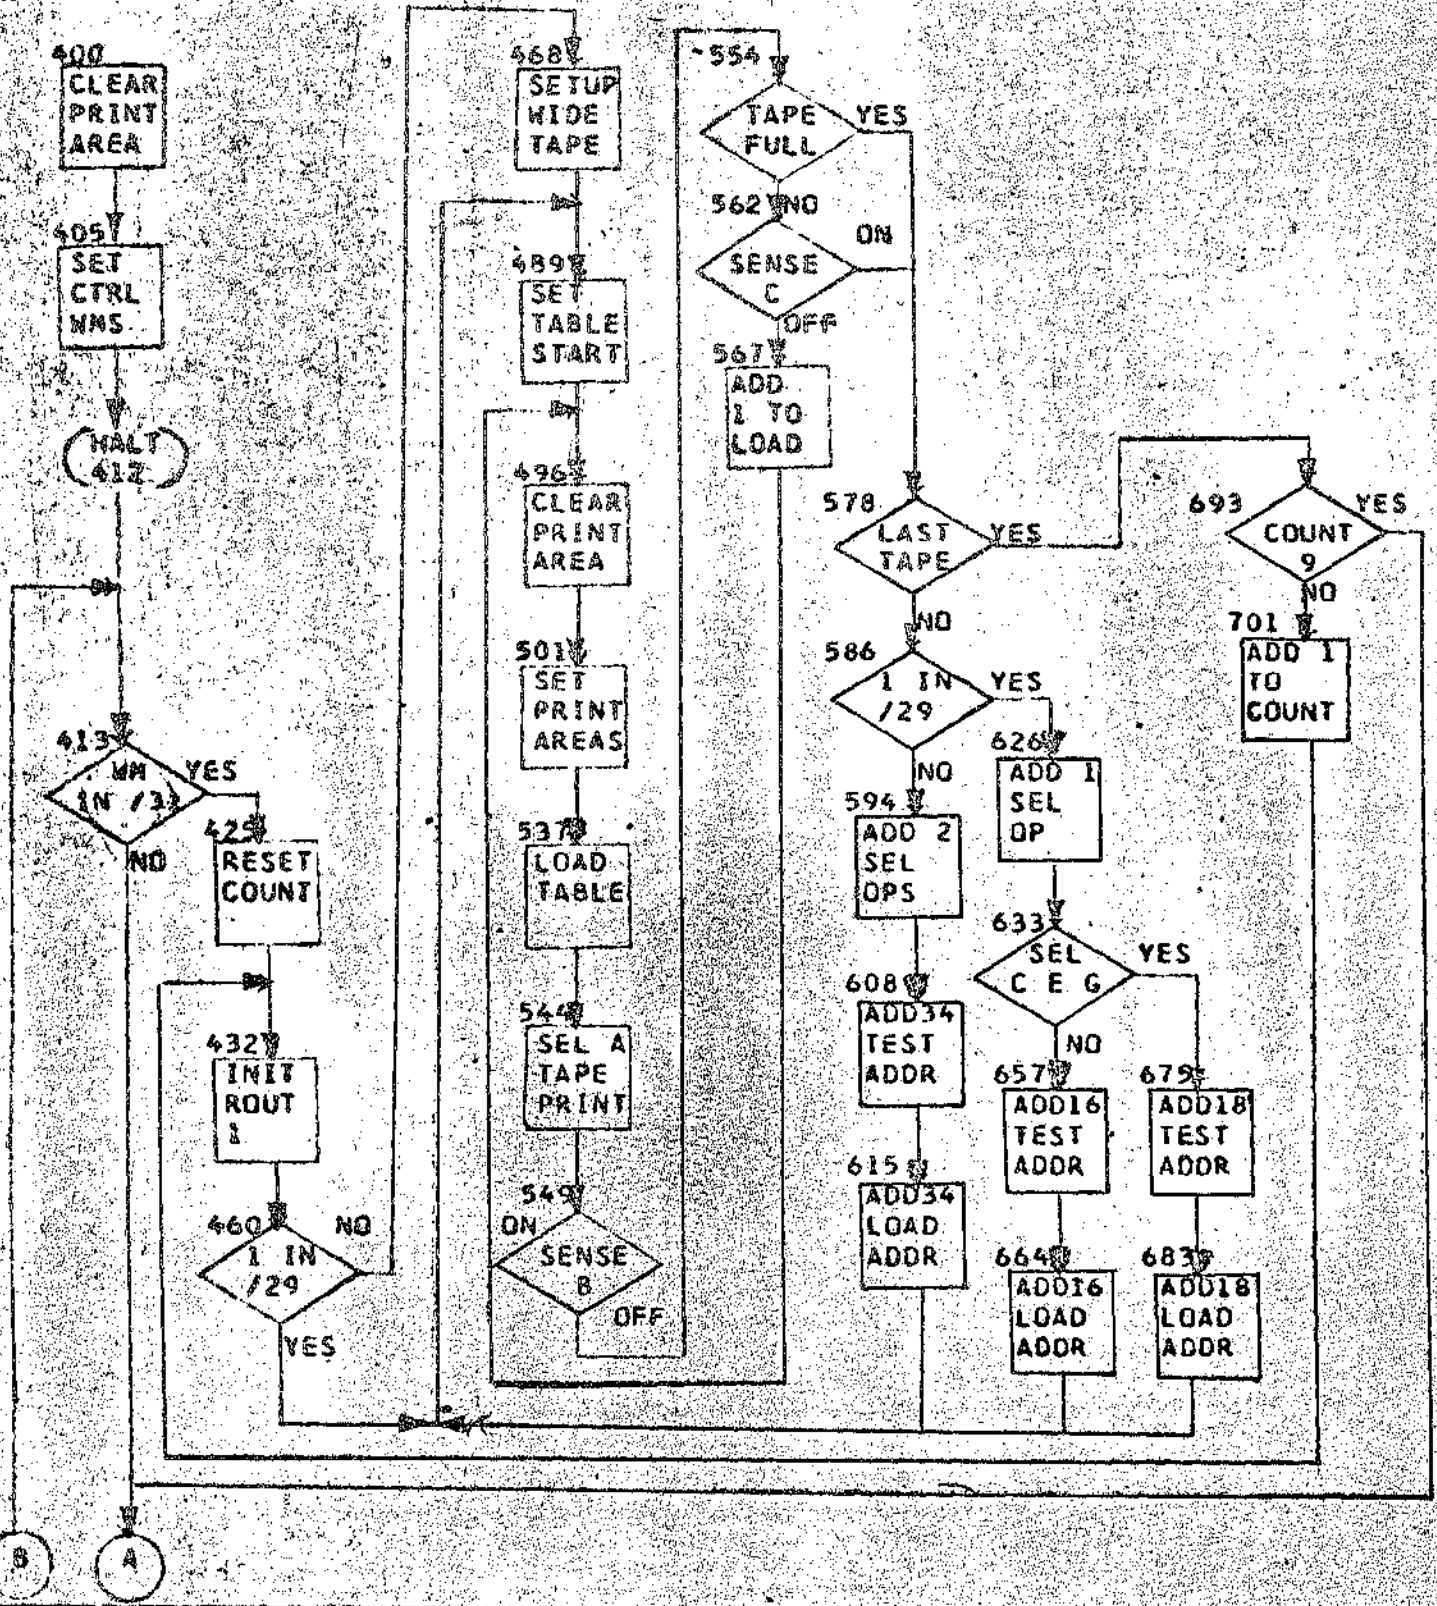 400
CLEAR
PRINT
AREA
405
SET
CTRL
WMS
HALT
412
413
WM
IN /31
YES
NO
425
RESET
COUNT
432
INIT
ROUT
1
460
1 IN
/29
NO
YES
B
A
468
SETUP
WIDE
TAPE
489
SET
TABLE
START
496
CLEAR
PRINT
AREA
501
SET
PRINT
AREAS
537
LOAD
TABLE
544
SEL A
TAPE
PRINT
549
ON
SENSE
B
OFF
554
TAPE
FULL
YES
NO
562
SENSE
C
ON
OFF
567
ADD
1 TO
LOAD
578
LAST
TAPE
YES
NO
586
1 IN
/29
YES
NO
594
ADD 2
SEL
OPS
608
ADD34
TEST
ADDR
615
ADD34
LOAD
ADDR
626
ADD 1
SEL
OP
633
SEL
C E G
YES
NO
657
ADD16
TEST
ADDR
664
ADD16
LOAD
ADDR
679
ADD18
TEST
ADDR
683
ADD18
LOAD
ADDR
693
COUNT
9
YES
NO
701
ADD 1
TO
COUNT